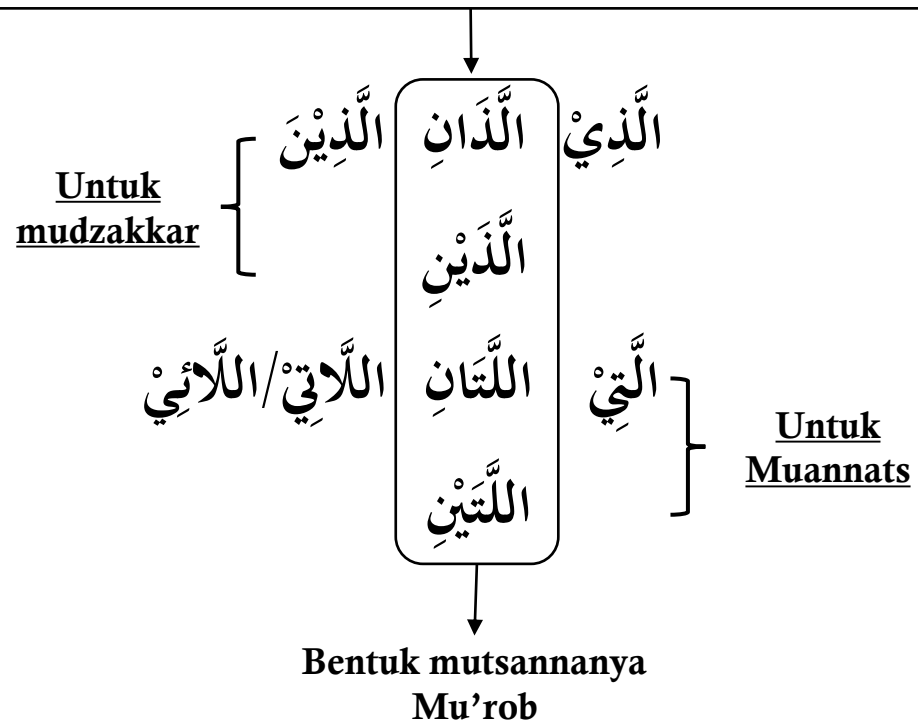 الَّذِيْ الَّذَانِ الَّذِيْنَ
Untuk
mudzakkar
الَّذَيْنِ
الَّتِيْ اللَّتَانِ اللَّاتِيْ/اللَّائِيْ
Untuk
Muannats
اللَّتَيْنِ
Bentuk mutsannanya
Mu’rob